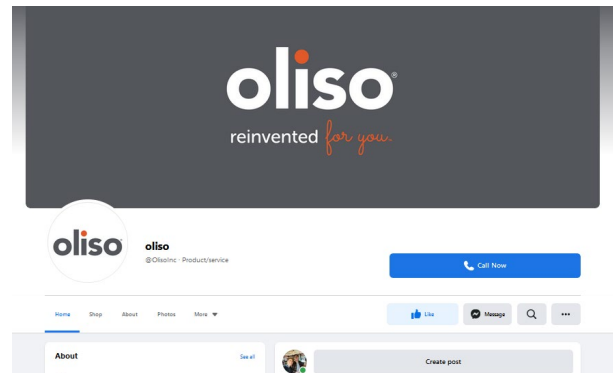 oliso®
reinvented for you.
oliso®
oliso
@OlisoInc · Product/service
Call Now
Home Shop About Photos More
Like Message
About See all
Create post